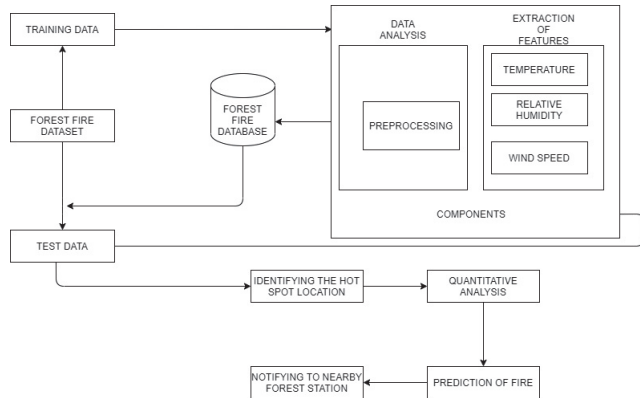 TRAINING DATA
DATA
ANALYSIS
EXTRACTION
OF
FEATURES
TEMPERATURE
RELATIVE
HUMIDITY
WIND SPEED
PREPROCESSING
COMPONENTS
FOREST
FIRE
DATABASE
FOREST FIRE
DATASET
TEST DATA
IDENTIFYING THE HOT
SPOT LOCATION
QUANTITATIVE
ANALYSIS
PREDICTION OF FIRE
NOTIFYING TO NEARBY
FOREST STATION